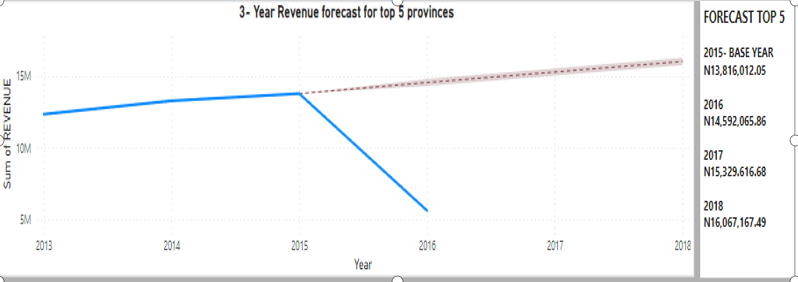 3- Year Revenue forecast for top 5 provinces
Sum of REVENUE
15M
10M
5M
2013 2014 2015 2016 2017 2018
Year
FORECAST TOP 5
2015- BASE YEAR
N13,816,012.05
2016
N14,592,065.86
2017
N15,329.616.68
2018
N16,067,167.49